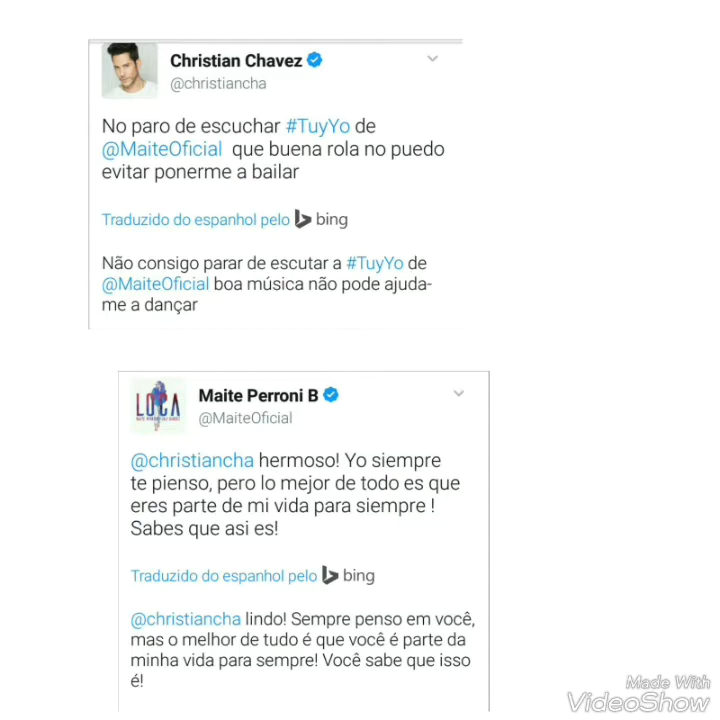 Christian Chavez
@christiancha
No paro de escuchar #TuyYo de
@MaiteOficial que buena rola no puedo
evitar ponerme a bailar
Traduzido do espanhol pelo bing
Não consigo parar de escutar a #TuyYo de
@MaiteOficial boa música não pode ajuda-
me a dançar
LOCA
Maite Perroni B
@MaiteOficial
@christiancha hermoso! Yo siempre
te pienso, pero lo mejor de todo es que
eres parte de mi vida para siempre !
Sabes que asi es!
Traduzido do espanhol pelo bing
@christiancha lindo! Sempre penso em você,
mas o melhor de tudo é que você é parte da
minha vida para sempre! Você sabe que isso
é!
Made With
VideoShow